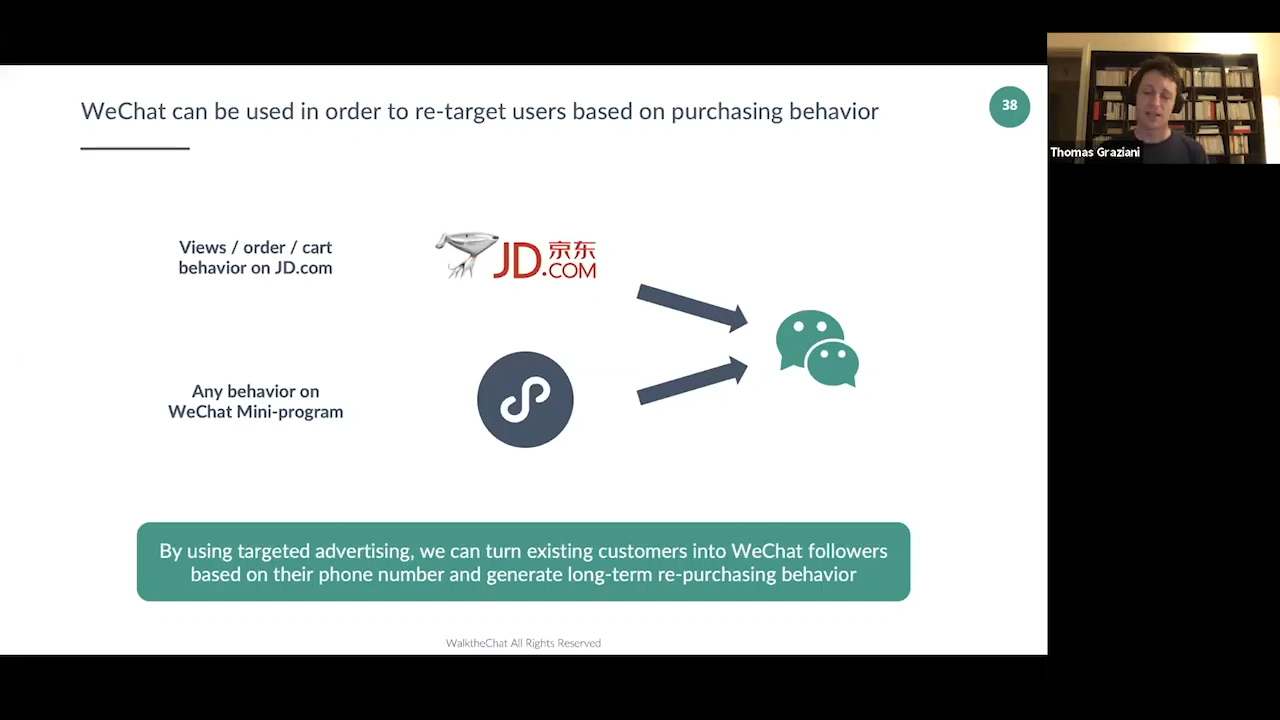 WeChat can be used in order to re-target users based on purchasing behavior
38
Thomas Graziani
Views / order / cart
behavior on JD.com
JD.京东
.COM
Any behavior on
WeChat Mini-program
By using targeted advertising, we can turn existing customers into WeChat followers
based on their phone number and generate long-term re-purchasing behavior
WalktheChat All Rights Reserved